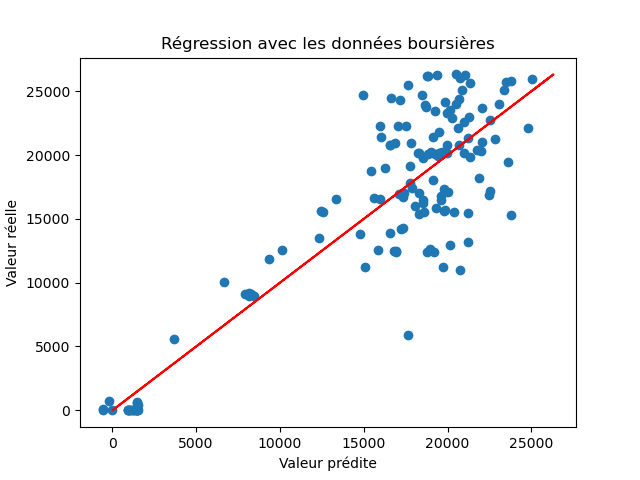 Régression avec les données boursières
25000
20000
15000
10000
5000
0
Valeur réelle
0 5000 10000 15000 20000 25000
Valeur prédite